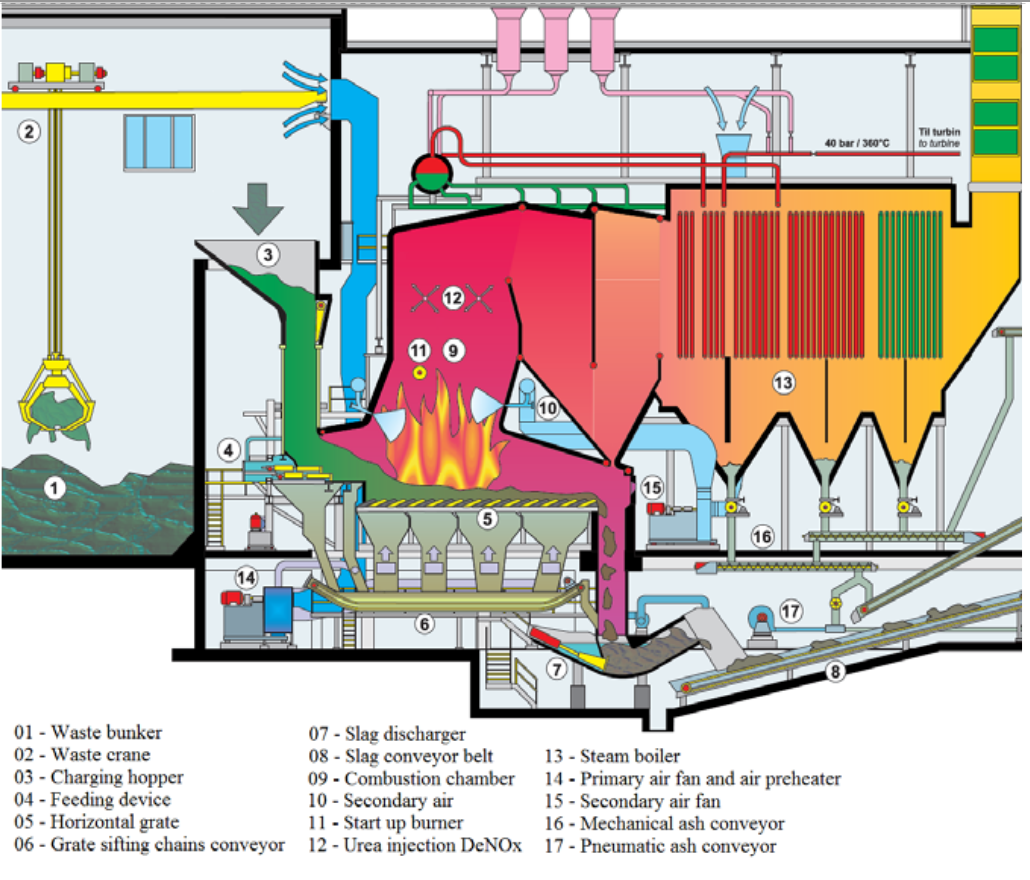 2
Til turbin
40 bar / 360°C
to turbine
3
12
11
9
13
10
4
1
15
5
16
14
17
6
7
8
01 - Waste bunker
02 - Waste crane
03 - Charging hopper
04 - Feeding device
05 - Horizontal grate
06 - Grate sifting chains conveyor
07 - Slag discharger
08 - Slag conveyor belt
09 - Combustion chamber
10 - Secondary air
11 - Start up burner
12 - Urea injection DeNOx
13 - Steam boiler
14 - Primary air fan and air preheater
15 - Secondary air fan
16 - Mechanical ash conveyor
17 - Pneumatic ash conveyor